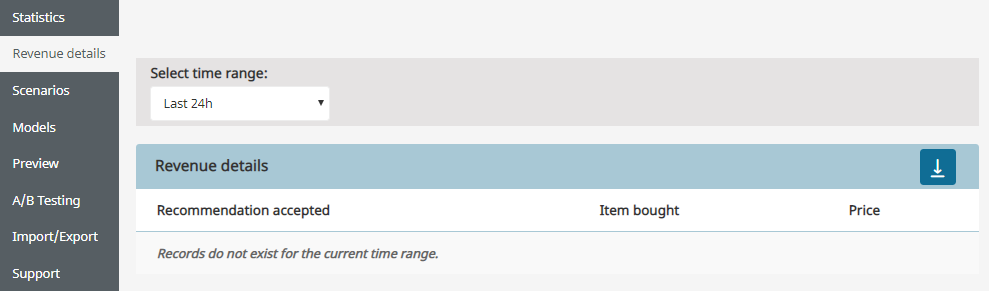 Statistics
Revenue details
Scenarios
Models
Preview
A/B Testing
Import/Export
Support
Select time range:
Last 24h
Revenue details
Recommendation accepted Item bought Price
Records do not exist for the current time range.